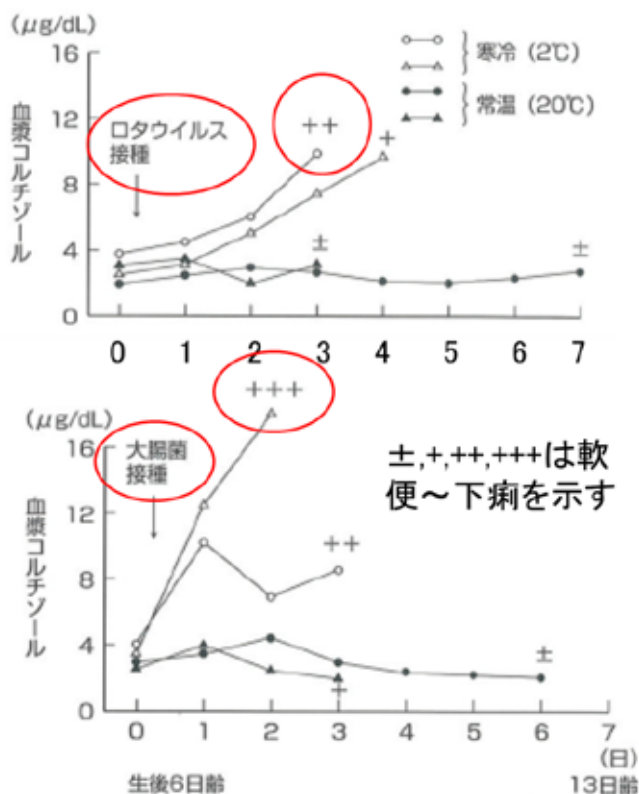 (μg/dL)
16
12
8
4
0
血漿コルチゾール
ロタウイルス
接種
++
+
±
±
寒冷(2℃)
常温(20℃)
0 1 2 3 4 5 6 7
(μg/dL)
16
12
8
4
0
血漿コルチゾール
大腸菌
接種
+++
++
±
+
±,+,++,+++は軟
便～下痢を示す
0 1 2 3 4 5 6 7
(日)
生後6日齢
13日齢